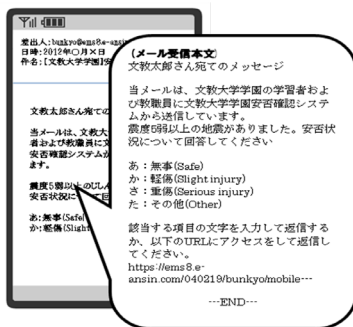 差出人:bunkyo@ems8.e-ansin
日時:2012年○月×日
件名:【文教大学学園】安
文教太郎さん宛ての
当メールは、文教大
者および教職員に文
安否確認システムか
ます。
震度5弱以上のじしん
安否状況に
あ:無事(Safe)
か:軽傷(Slight
(メール受信本文)
文教太郎さん宛てのメッセージ
当メールは、文教大学学園の学習者およ
び教職員に文教大学学園安否確認システ
ムから送信しています。
震度5弱以上の地震がありました。安否状
況について回答してください
あ:無事(Safe)
か:軽傷(Slight injury)
さ:重傷(Serious injury)
た:その他(Other)
該当する項目の文字を入力して返信する
か、以下のURLにアクセスをして返信し
てください。
https://ems8.e-
ansin.com/040219/bunkyo/mobile---
---END---